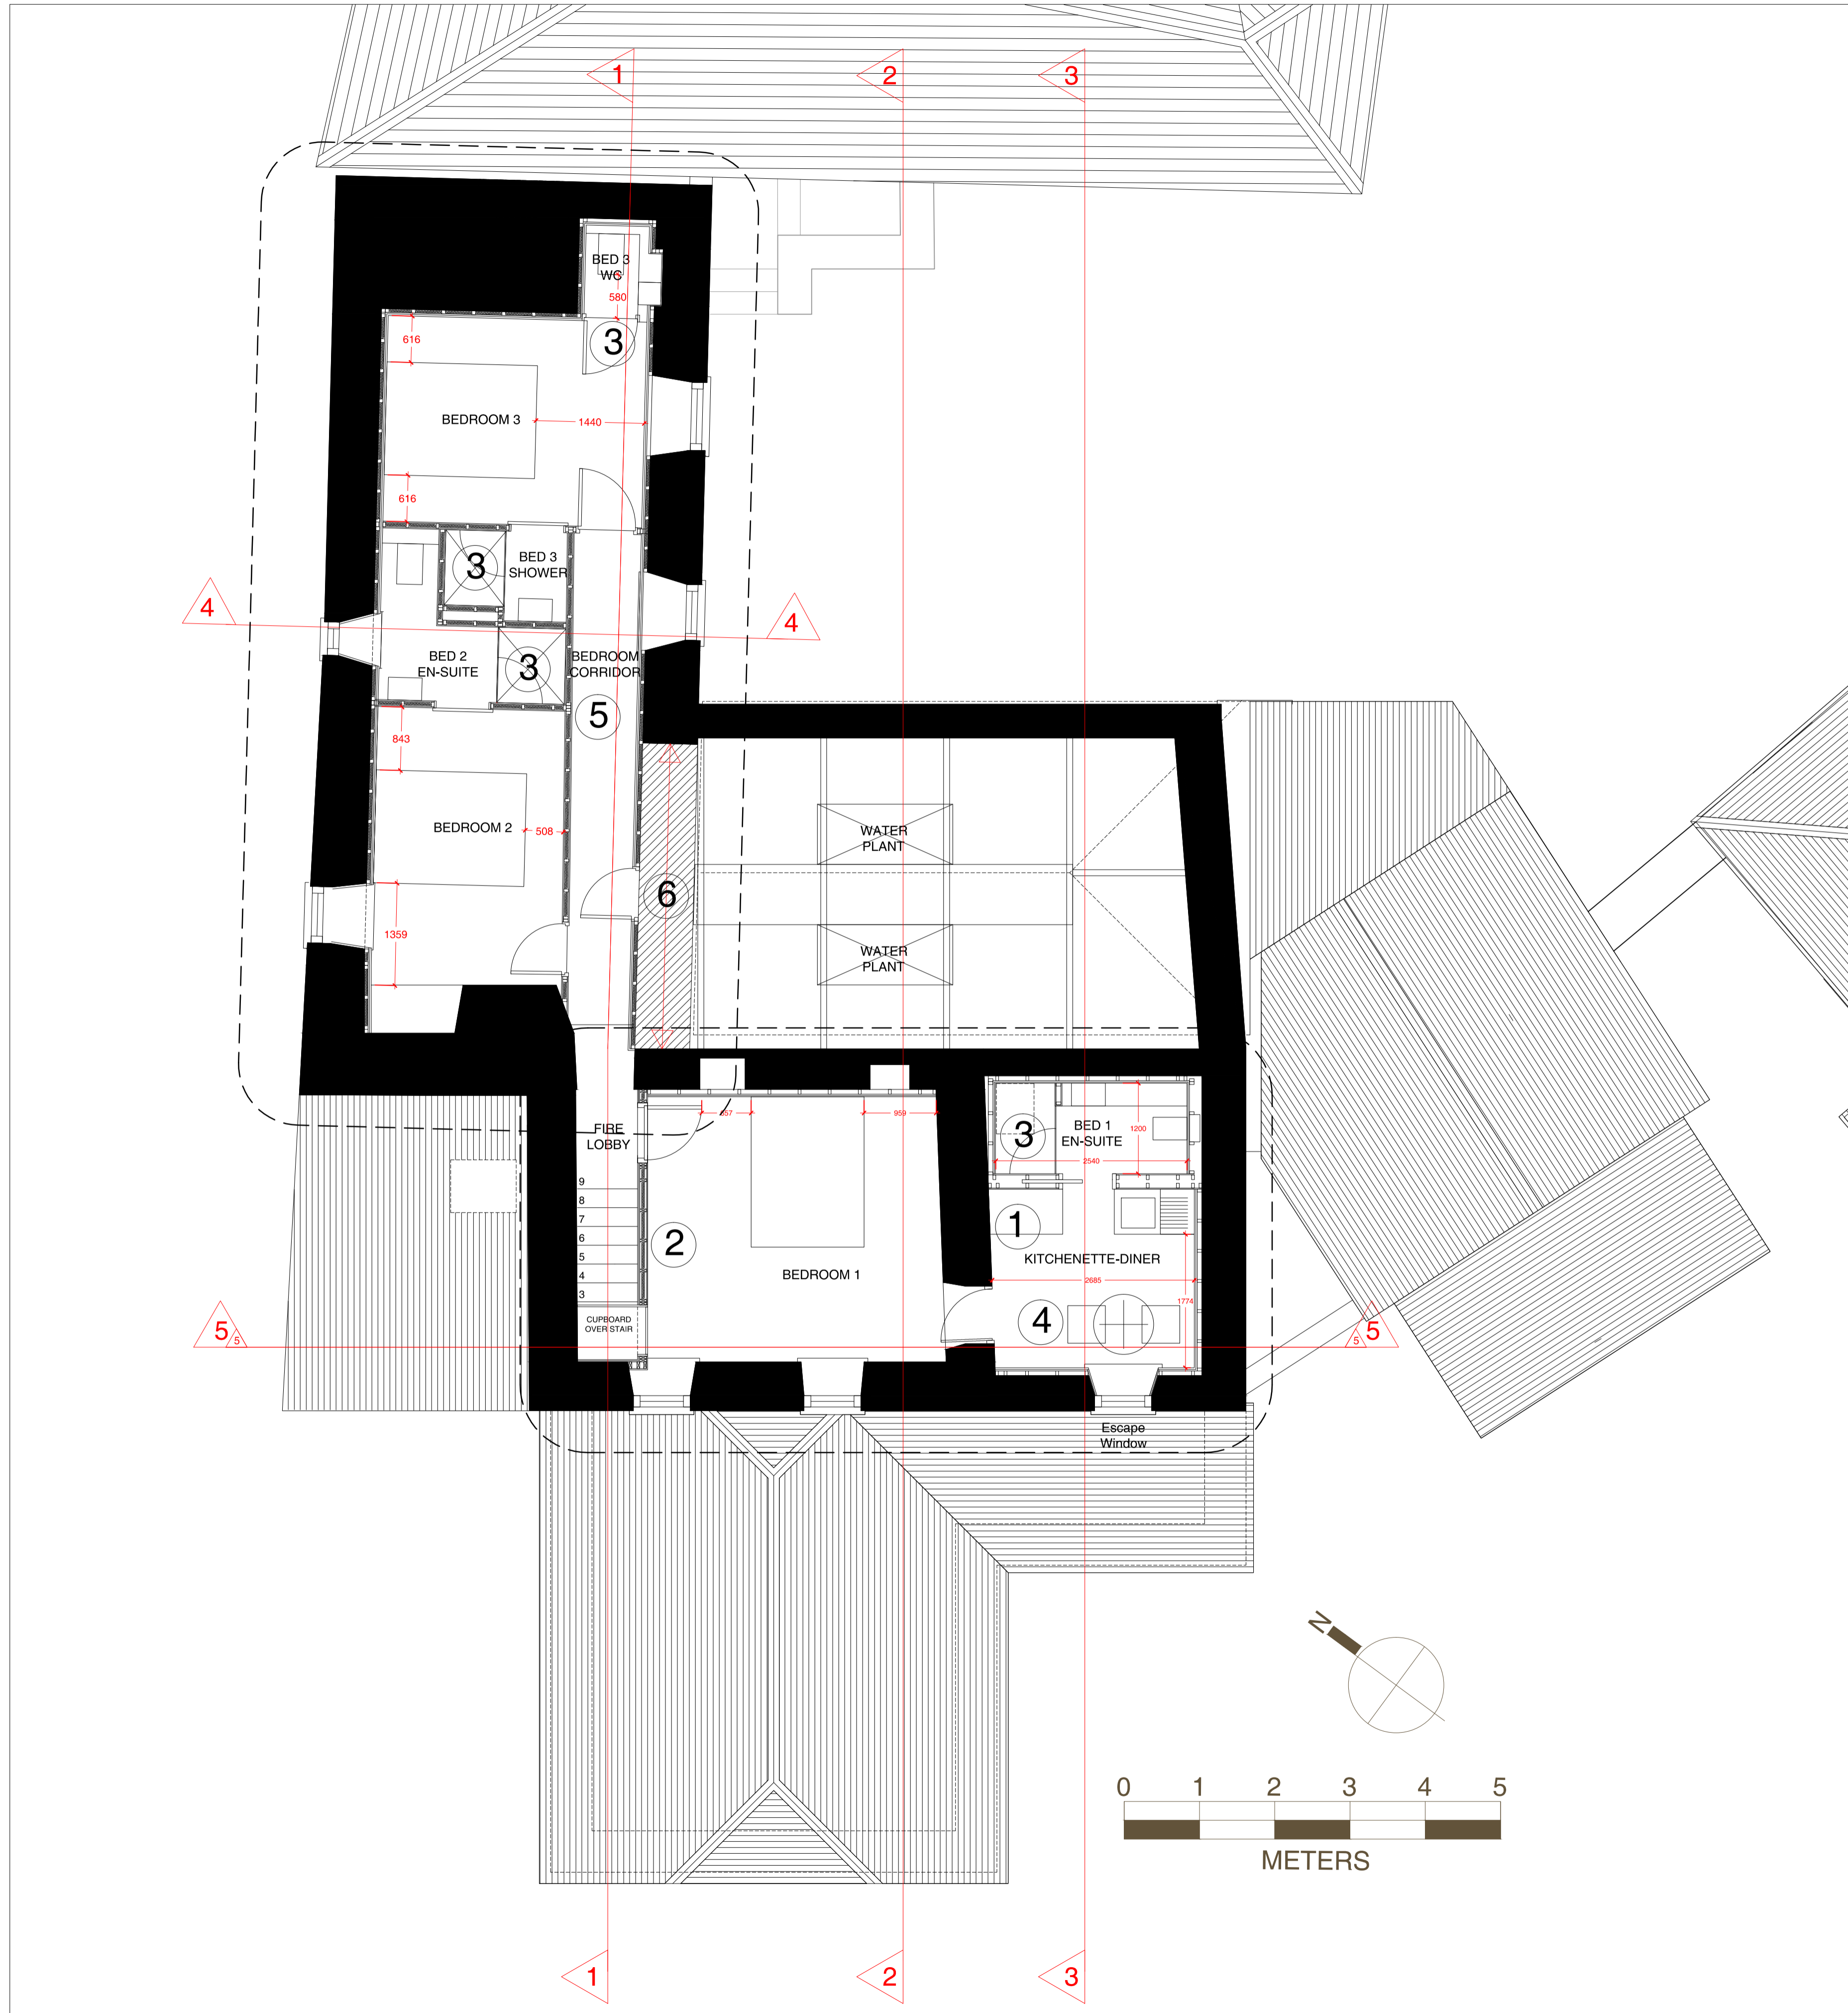 1
2
3
BED 3
WC
580
3
616
BEDROOM 3
1440
616
3
BED 3
SHOWER
4
4
BED 2
EN-SUITE
3
BEDROOM
CORRIDOR
5
843
BEDROOM 2
508
WATER
PLANT
6
1359
WATER
PLANT
FIRE
LOBBY
959
3
BED 1
EN-SUITE
1200
2540
9
8
7
6
5
4
3
2
1
BEDROOM 1
KITCHENETTE-DINER
2685
1774
4
CUPBOARD
OVER STAIR
5
5
5
5
Escape
Window
N
0 1 2 3 4 5
METERS
1
2
3